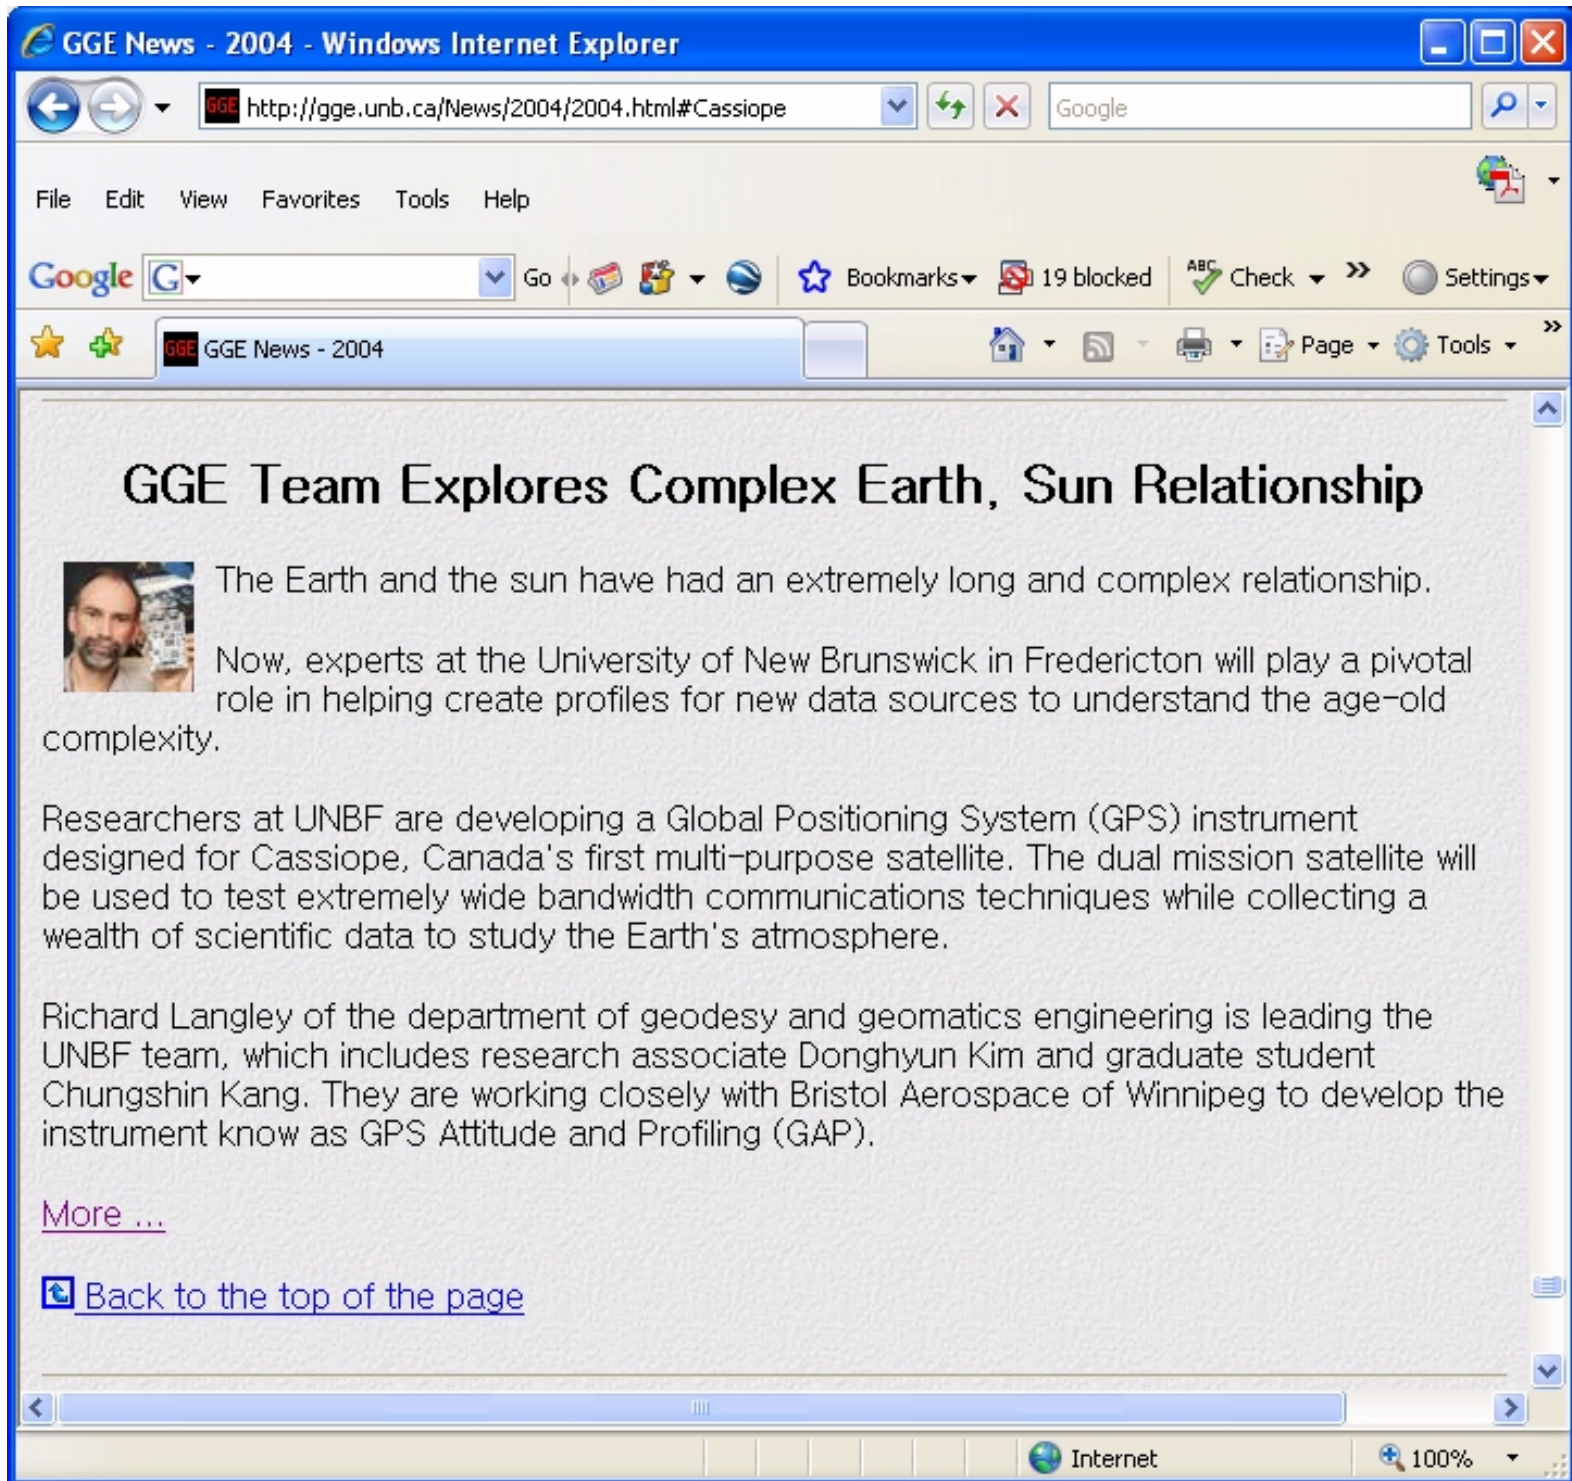 GGE News - 2004 - Windows Internet Explorer
GGE http://gge.unb.ca/News/2004/2004.html#Cassiope Google
File Edit View Favorites Tools Help
Google G Go Bookmarks 19 blocked ABC Check » Settings
GGE GGE News - 2004 Page Tools »
GGE Team Explores Complex Earth, Sun Relationship
The Earth and the sun have had an extremely long and complex relationship.
Now, experts at the University of New Brunswick in Fredericton will play a pivotal
role in helping create profiles for new data sources to understand the age-old
complexity.
Researchers at UNBF are developing a Global Positioning System (GPS) instrument
designed for Cassiope, Canada's first multi-purpose satellite. The dual mission satellite will
be used to test extremely wide bandwidth communications techniques while collecting a
wealth of scientific data to study the Earth's atmosphere.
Richard Langley of the department of geodesy and geomatics engineering is leading the
UNBF team, which includes research associate Donghyun Kim and graduate student
Chungshin Kang. They are working closely with Bristol Aerospace of Winnipeg to develop the
instrument know as GPS Attitude and Profiling (GAP).
More ...
Back to the top of the page
Internet 100%